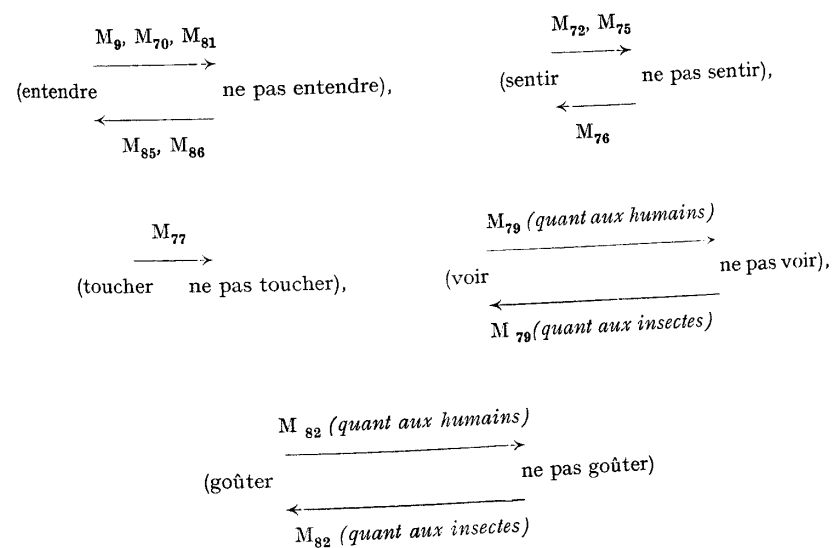 M₉, M₇₀, M₈₁
(entendre ne pas entendre),
M₈₅, M₈₆
M₇₂, M₇₅
(sentir ne pas sentir),
M₇₆
M₇₇
(toucher ne pas toucher),
M₇₉ (quant aux humains)
(voir ne pas voir),
M ₇₉(quant aux insectes)
M ₈₂ (quant aux humains)
(goûter ne pas goûter)
M₈₂ (quant aux insectes)